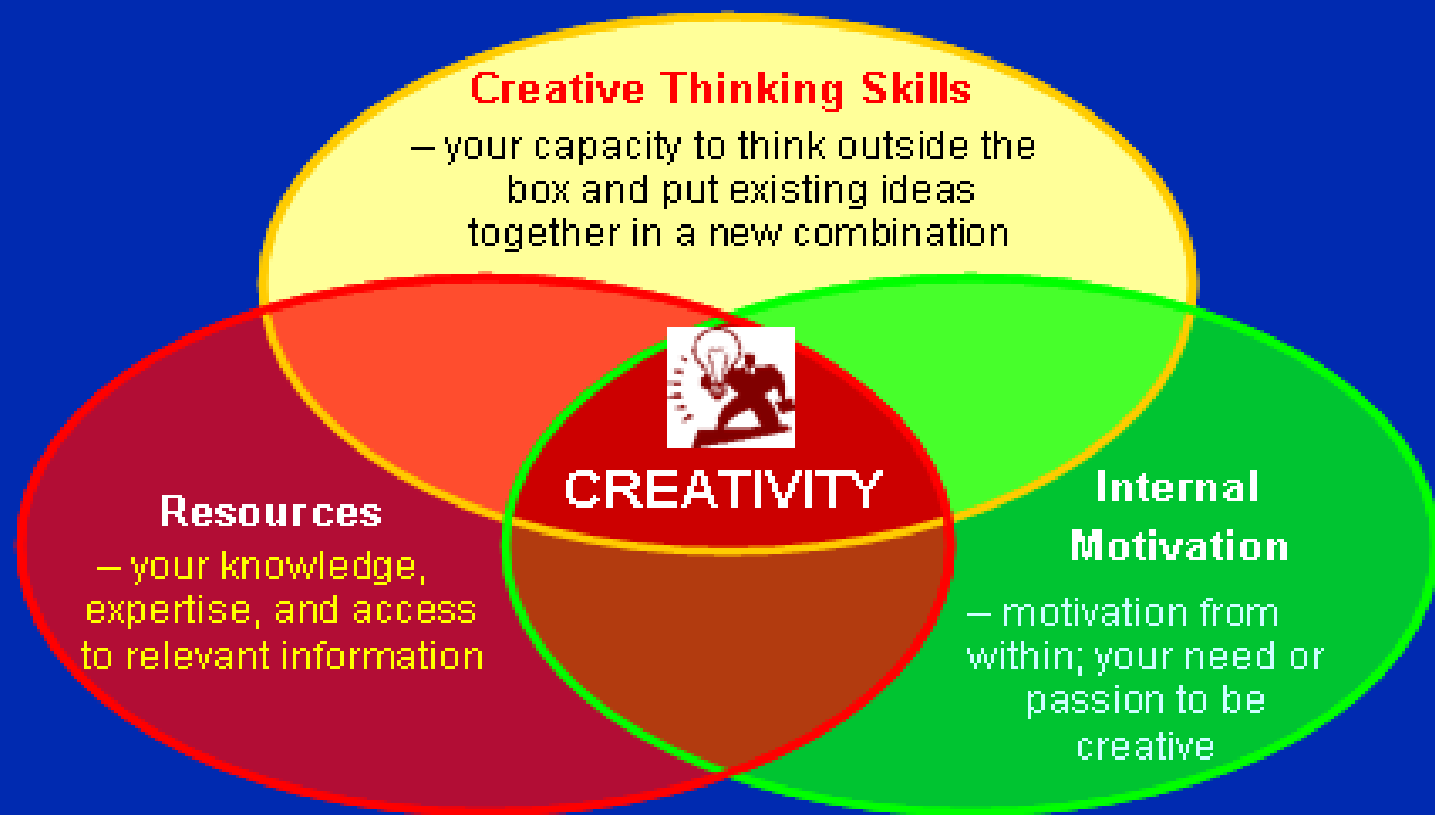 Creative Thinking Skills
– your capacity to think outside the
box and put existing ideas
together in a new combination
CREATIVITY
Resources
– your knowledge,
expertise, and access
to relevant information
Internal
Motivation
– motivation from
within; your need or
passion to be
creative